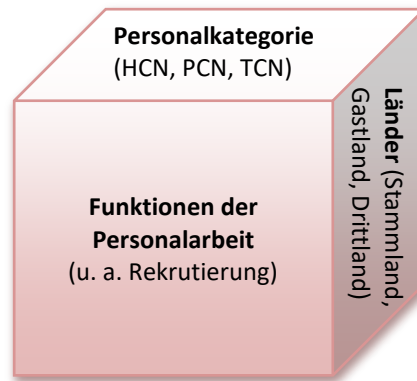 Personalkategorie
(HCN, PCN, TCN)
Funktionen der
Personalarbeit
(u. a. Rekrutierung)
Länder (Stammland,
Gastland, Drittland)